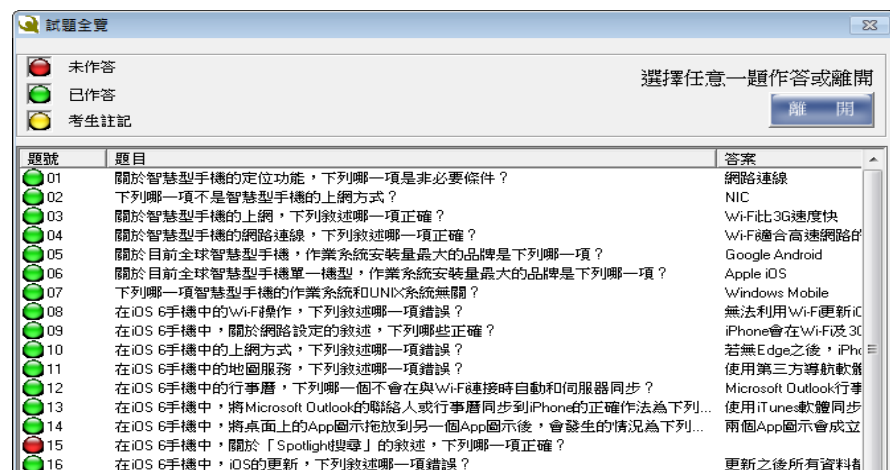 試題全覽
未作答
已作答
考生註記
選擇任意一題作答或離開
離 開
題號 題目 答案
01 關於智慧型手機的定位功能，下列哪一項是非必要條件？ 網路連線
02 下列哪一項不是智慧型手機的上網方式？ NIC
03 關於智慧型手機的上網，下列敘述哪一項正確？ Wi-Fi比3G速度快
04 關於智慧型手機的網路連線，下列敘述哪一項正確？ Wi-Fi適合高速網路的
05 關於目前全球智慧型手機，作業系統安裝量最大的品牌是下列哪一項？ Google Android
06 關於目前全球智慧型手機單一機型，作業系統安裝量最大的品牌是下列哪一項？ Apple iOS
07 下列哪一項智慧型手機的作業系統和UNIX系統無關？ Windows Mobile
08 在iOS 6手機中的Wi-Fi操作，下列敘述哪一項錯誤？ 無法利用Wi-Fi更新iO
09 在iOS 6手機中，關於網路設定的敘述，下列哪些正確？ iPhone會在Wi-Fi及3G
10 在iOS 6手機中的上網方式，下列敘述哪一項錯誤？ 若無Edge之後，iPho
11 在iOS 6手機中的地圖服務，下列敘述哪一項錯誤？ 使用第三方導航軟體
12 在iOS 6手機中的行事曆，下列哪一個不會在與Wi-Fi連接時自動和伺服器同步？ Microsoft Outlook行事
13 在iOS 6手機中，將Microsoft Outlook的聯絡人或行事曆同步到iPhone的正確作法為下列... 使用iTunes軟體同步
14 在iOS 6手機中，將桌面上的App圖示拖放到另一個App圖示後，會發生的情況為下列... 兩個App圖示會成立
15 在iOS 6手機中，關於「Spotlight搜尋」的敘述，下列哪一項正確？
16 在iOS 6手機中，iOS的更新，下列敘述哪一項錯誤？ 更新之後所有資料都